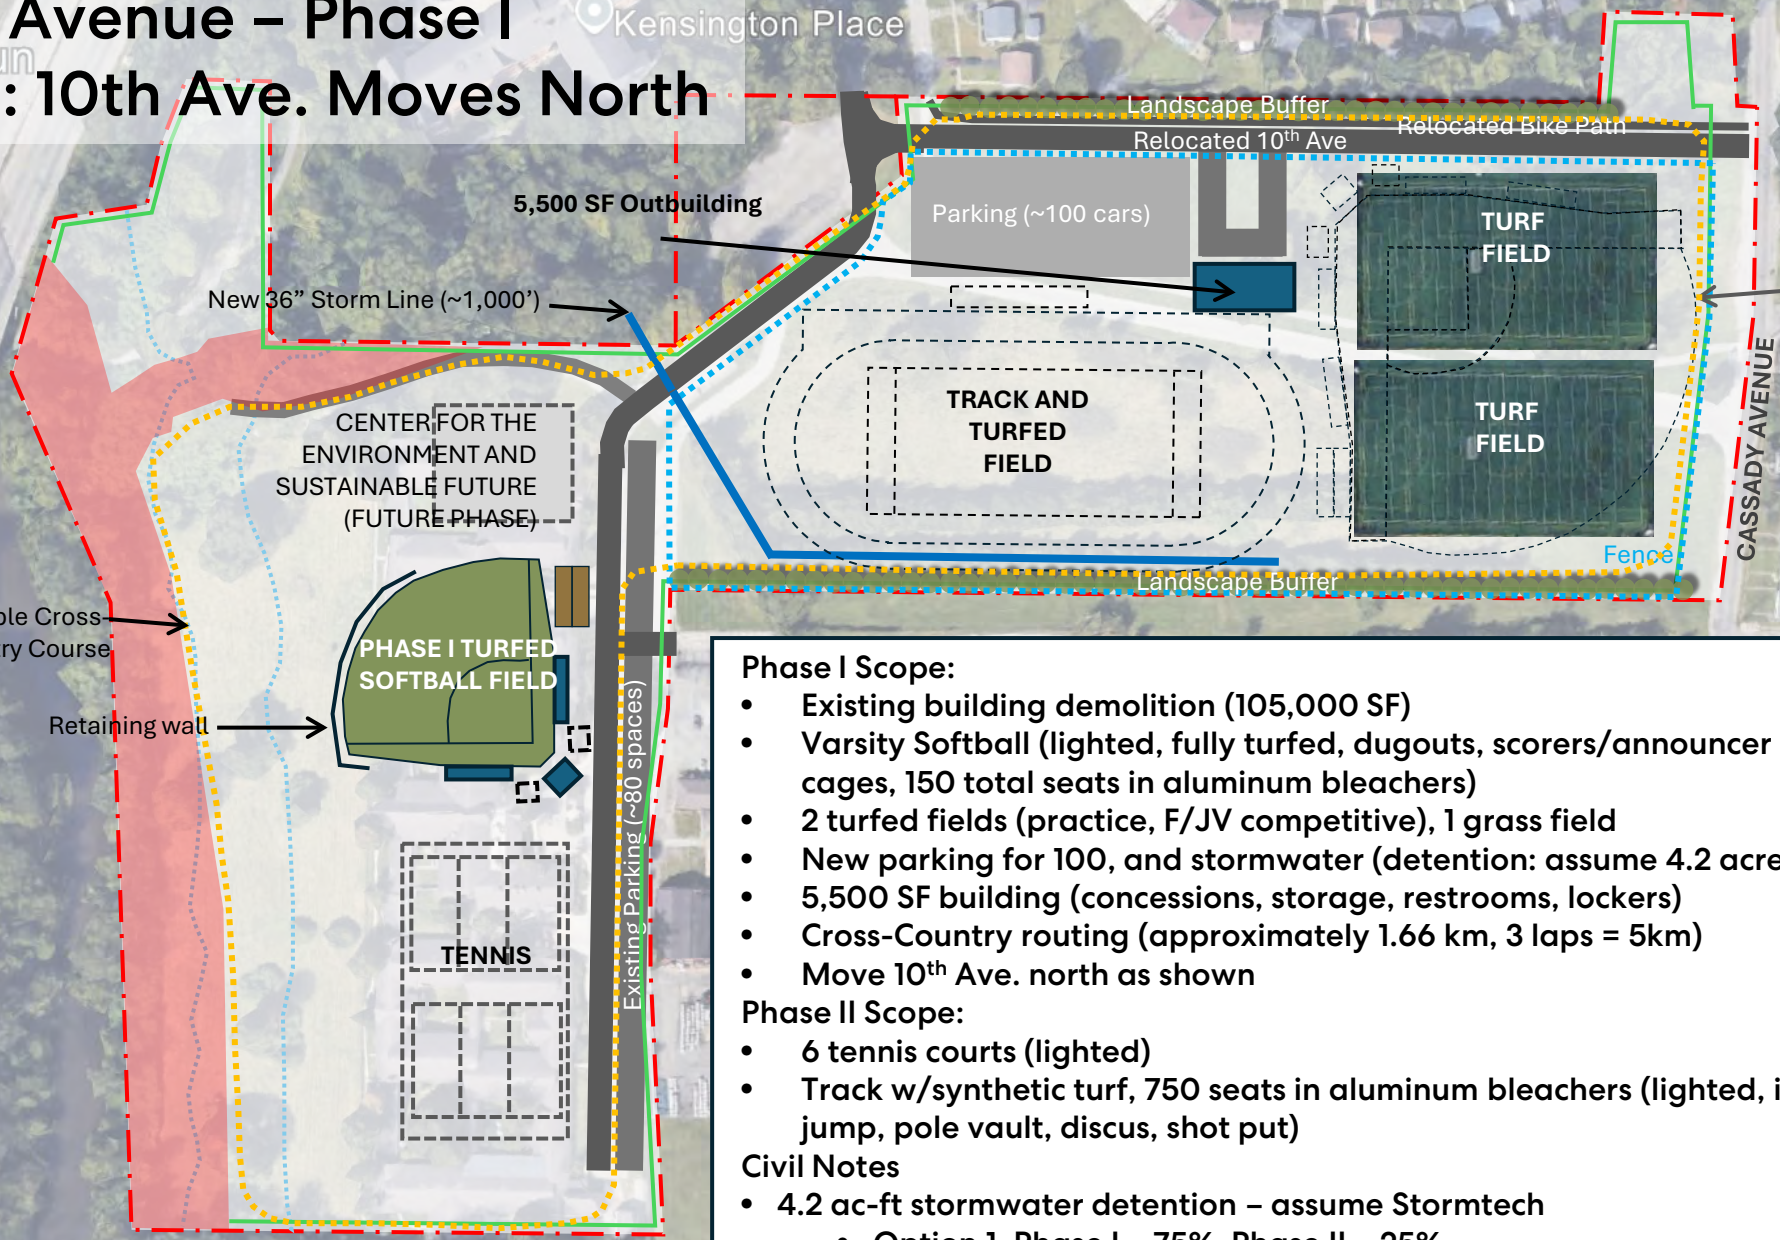 Avenue – Phase I
: 10th Ave. Moves North
Kensington Place
un
Landscape Buffer
Relocated Bike Path
Relocated 10th Ave
5,500 SF Outbuilding
Parking (~100 cars)
TURF
FIELD
New 36” Storm Line (~1,000’)
CENTER FOR THE
ENVIRONMENT AND
SUSTAINABLE FUTURE
(FUTURE PHASE)
TRACK AND
TURFED
FIELD
TURF
FIELD
CASSADY AVENUE
Fence
Landscape Buffer
ble Cross-
ry Course
PHASE I TURFED
SOFTBALL FIELD
Retaining wall
Existing Parking (~80 spaces)
TENNIS
Phase I Scope:
• Existing building demolition (105,000 SF)
• Varsity Softball (lighted, fully turfed, dugouts, scorers/announcer
cages, 150 total seats in aluminum bleachers)
• 2 turfed fields (practice, F/JV competitive), 1 grass field
• New parking for 100, and stormwater (detention: assume 4.2 acre
• 5,500 SF building (concessions, storage, restrooms, lockers)
• Cross-Country routing (approximately 1.66 km, 3 laps = 5km)
• Move 10th Ave. north as shown
Phase II Scope:
• 6 tennis courts (lighted)
• Track w/synthetic turf, 750 seats in aluminum bleachers (lighted, i
jump, pole vault, discus, shot put)
Civil Notes
• 4.2 ac-ft stormwater detention – assume Stormtech
• Option 1, Phase I – 75%, Phase II – 25%